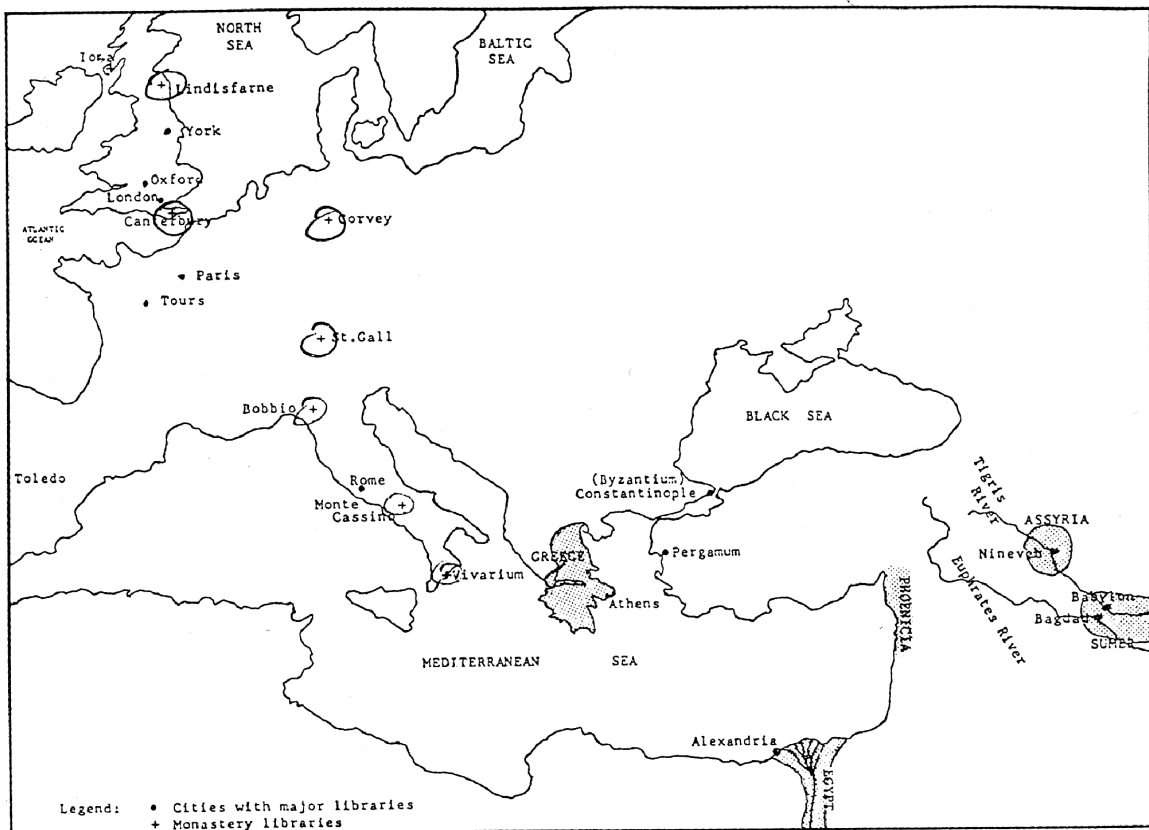 NORTH
SEA
BALTIC
SEA
Iona
Lindisfarne
York
Oxford
London
Canterbury
Corvey
ATLANTIC
OCEAN
Paris
Tours
St.Gall
Bobbio
BLACK SEA
Toledo
Rome
Monte
Cassino
(Byzantium)
Constantinople
Tigris
River
ASSYRIA
Nineveh
GREECE
Pergamum
Vivarium
Athens
PHOENICIA
Euphrates River
Babylon
Bagdad
SUMER
MEDITERRANEAN SEA
Alexandria
EGYPT
Legend: • Cities with major libraries
+ Monastery libraries